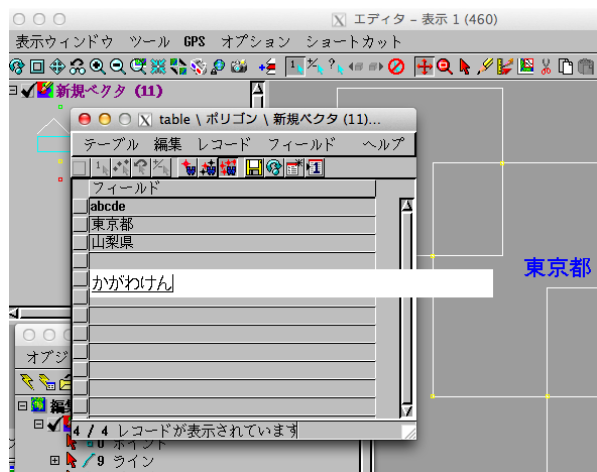 エディタ – 表示 1 (460)
表示ウィンドウ ツール GPS オプション ショートカット
新規ベクタ (11)
table \ ポリゴン \ 新規ベクタ (11)...
テーブル 編集 レコード フィールド ヘルプ
フィールド
abcde
東京都
山梨県
かがわけん
東京都
オブジ
編集
4 / 4 レコードが表示されています
0 ポイント
9 ライン